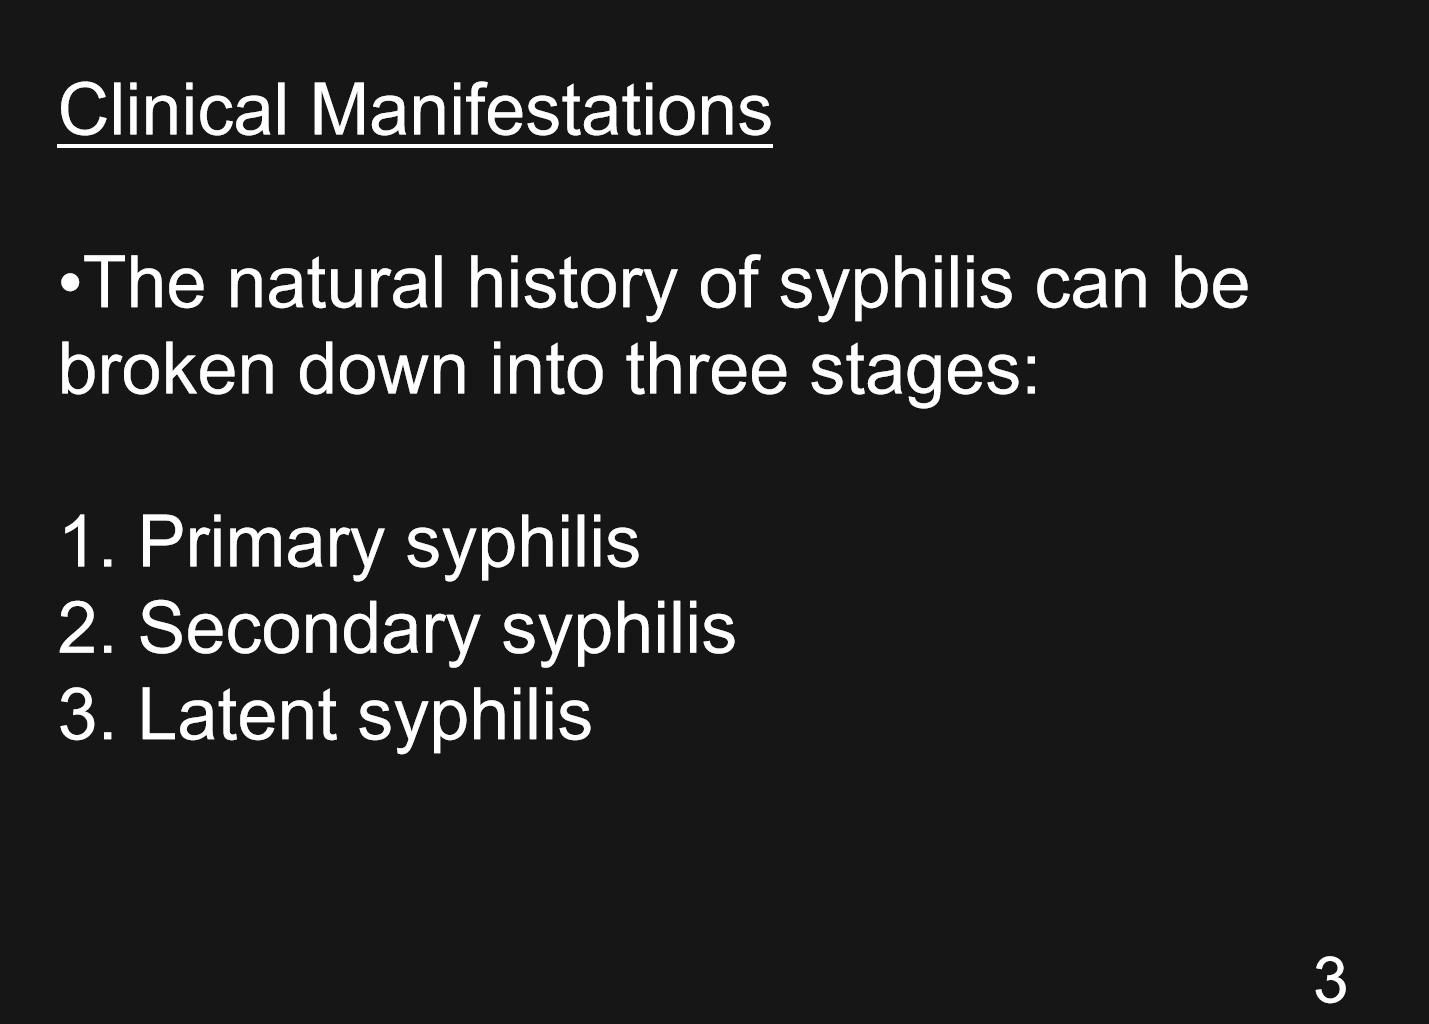 Clinical Manifestations
•The natural history of syphilis can be
broken down into three stages:
1. Primary syphilis
2. Secondary syphilis
3. Latent syphilis
3